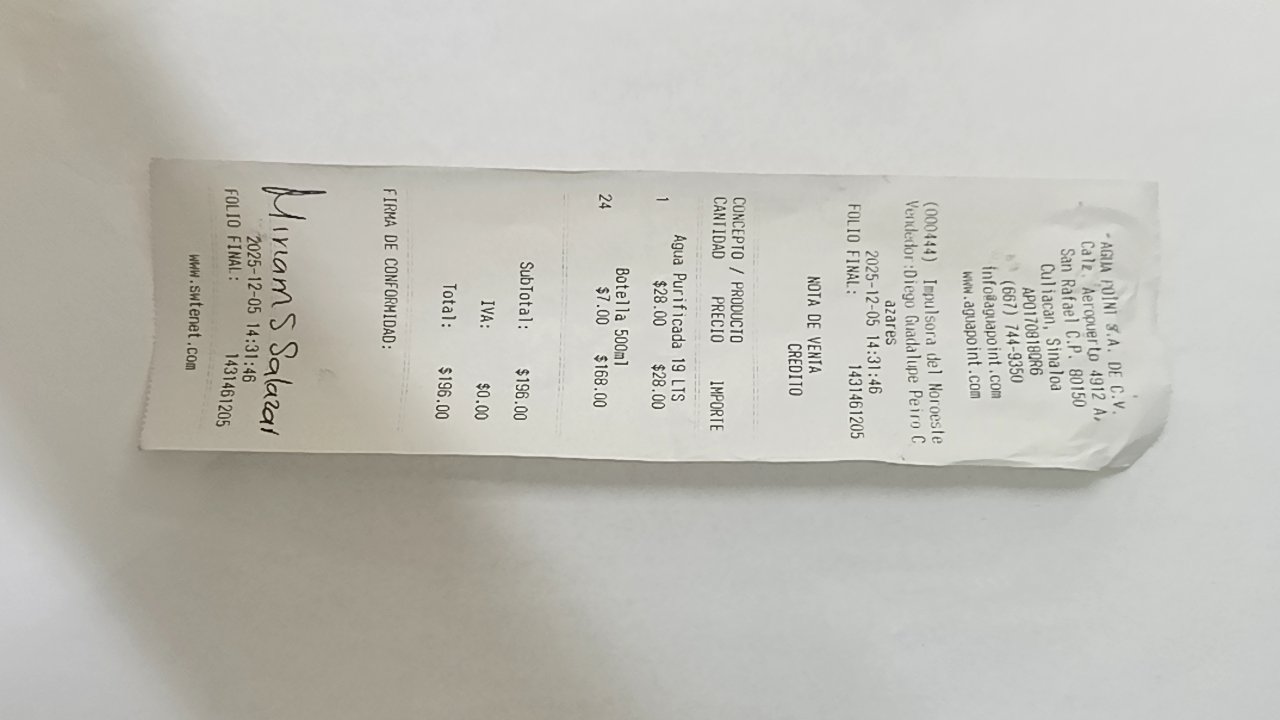 AGUA POINT S.A. DE C.V.
Calz. Aeropuerto 4912 A,
San Rafael C.P. 80150
Culiacan, Sinaloa
APO170818DR6
(667) 744-9350
info@aguapoint.com
www.aguapoint.com
(000444) Impulsora del Noroeste
Vendedor:Diego Guadalupe Peiro C
azares
2025-12-05 14:31:46
FOLIO FINAL: 1431461205
NOTA DE VENTA
CREDITO
CONCEPTO / PRODUCTO
CANTIDAD PRECIO IMPORTE
Agua Purificada 19 LTS
1 $28.00 $28.00
Botella 500ml
24 $7.00 $168.00
SubTotal: $196.00
IVA: $0.00
Total: $196.00
FIRMA DE CONFORMIDAD:
Miriam S Salazar
2025-12-05 14:31:46
FOLIO FINAL: 1431461205
www.swtenet.com